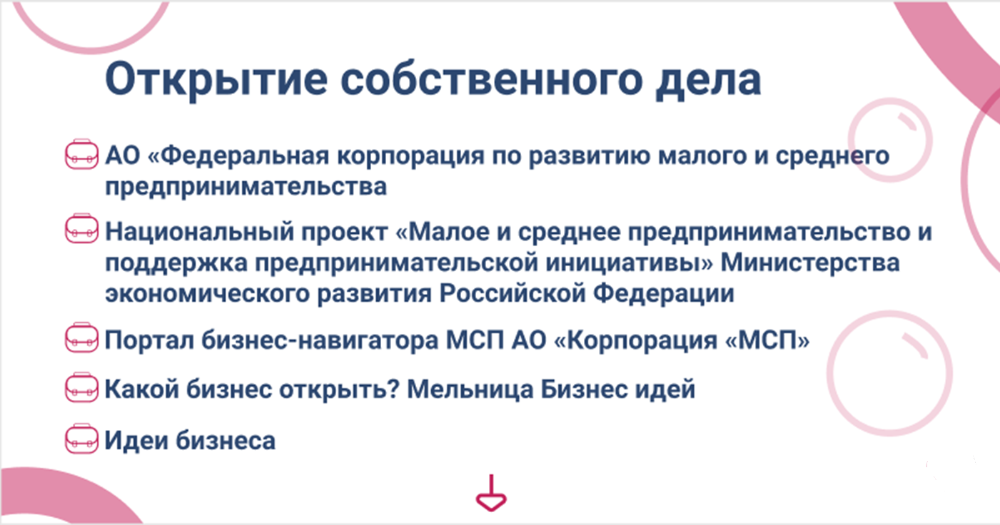 Открытие собственного дела
АО «Федеральная корпорация по развитию малого и среднего
предпринимательства
Национальный проект «Малое и среднее предпринимательство и
поддержка предпринимательской инициативы» Министерства
экономического развития Российской Федерации
Портал бизнес-навигатора МСП АО «Корпорация «МСП»
Какой бизнес открыть? Мельница Бизнес идей
Идеи бизнеса